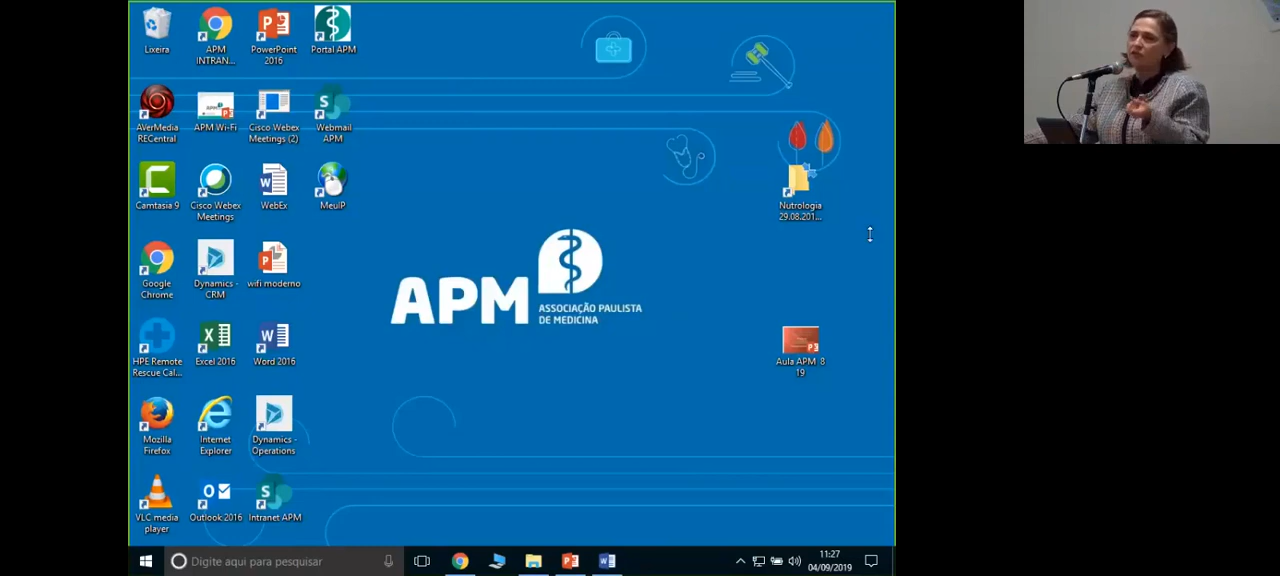 Lixeira
APM
INTRAN...
PowerPoint
2016
Portal APM
AVerMedia
RECentral
APM Wi-Fi
Cisco Webex
Meetings (2)
Webmail
APM
Camtasia 9
Cisco Webex
Meetings
WebEx
MeuIP
Nutrologia
29.08.201...
Google
Chrome
Dynamics -
CRM
wifi moderno
APM
ASSOCIAÇÃO PAULISTA
DE MEDICINA
HPE Remote
Rescue Cal...
Excel 2016
Word 2016
Aula APM 8
19
Mozilla
Firefox
Internet
Explorer
Dynamics -
Operations
VLC media
player
Outlook 2016
Intranet APM
Digite aqui para pesquisar
11:27
04/09/2019